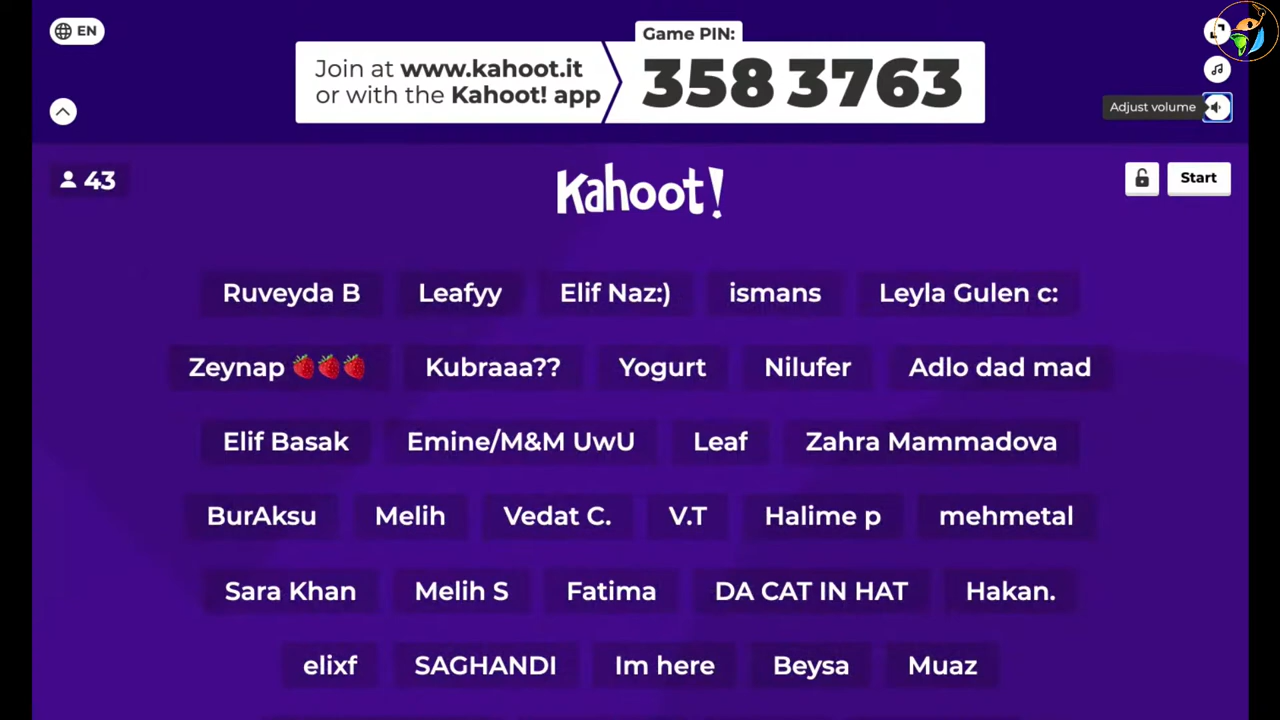 EN
Game PIN:
Join at www.kahoot.it
or with the Kahoot! app
358 3763
Adjust volume
43
Kahoot!
Start
Ruveyda B Leafyy Elif Naz:) ismans Leyla Gulen c:
Zeynap 🍓🍓🍓 Kubraaa?? Yogurt Nilufer Adlo dad mad
Elif Basak Emine/M&M UwU Leaf Zahra Mammadova
BurAksu Melih Vedat C. V.T Halime p mehmetal
Sara Khan Melih S Fatima DA CAT IN HAT Hakan.
elixf SAGHANDI Im here Beysa Muaz